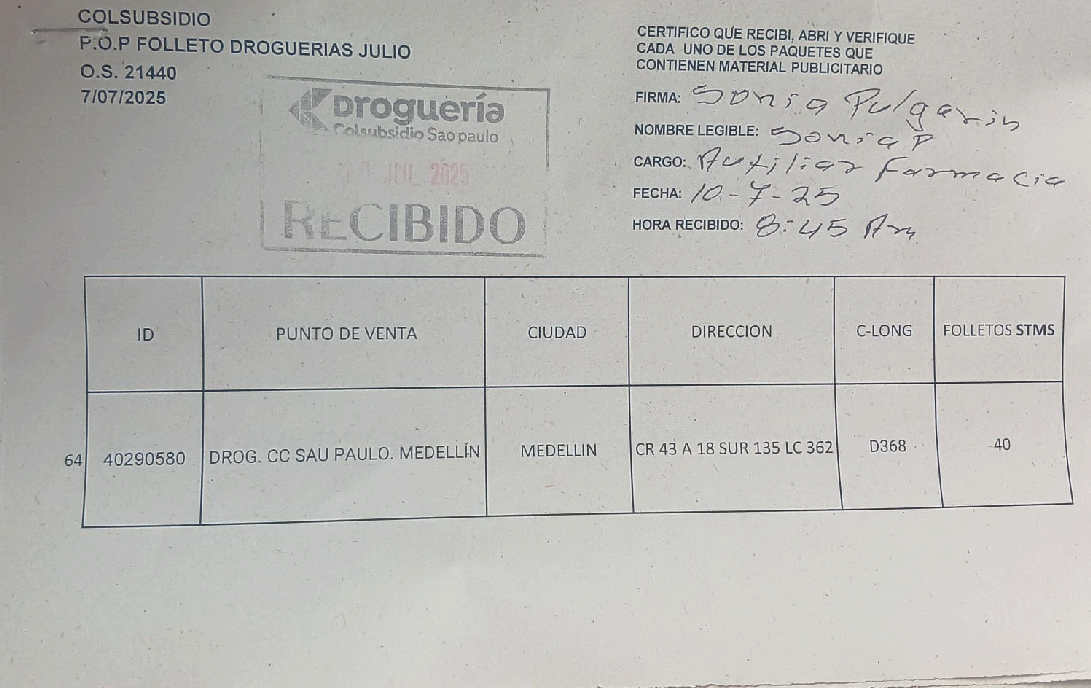 COLSUBSIDIO
P.O.P FOLLETO DROGUERIAS JULIO
O.S. 21440
7/07/2025
Droguería
Colsubsidio Sao paulo
JUL 2025
RECIBIDO
CERTIFICO QUE RECIBI, ABRI Y VERIFIQUE
CADA UNO DE LOS PAQUETES QUE
CONTIENEN MATERIAL PUBLICITARIO
FIRMA: Sonia Pulgarin
NOMBRE LEGIBLE: Sonia P
CARGO: Auxiliar Farmacia
FECHA: 10-7-25
HORA RECIBIDO: 8:45 Am
ID PUNTO DE VENTA CIUDAD DIRECCION C-LONG FOLLETOS STMS
64 40290580 DROG. CC SAU PAULO. MEDELLÍN MEDELLIN CR 43 A 18 SUR 135 LC 362 D368 40